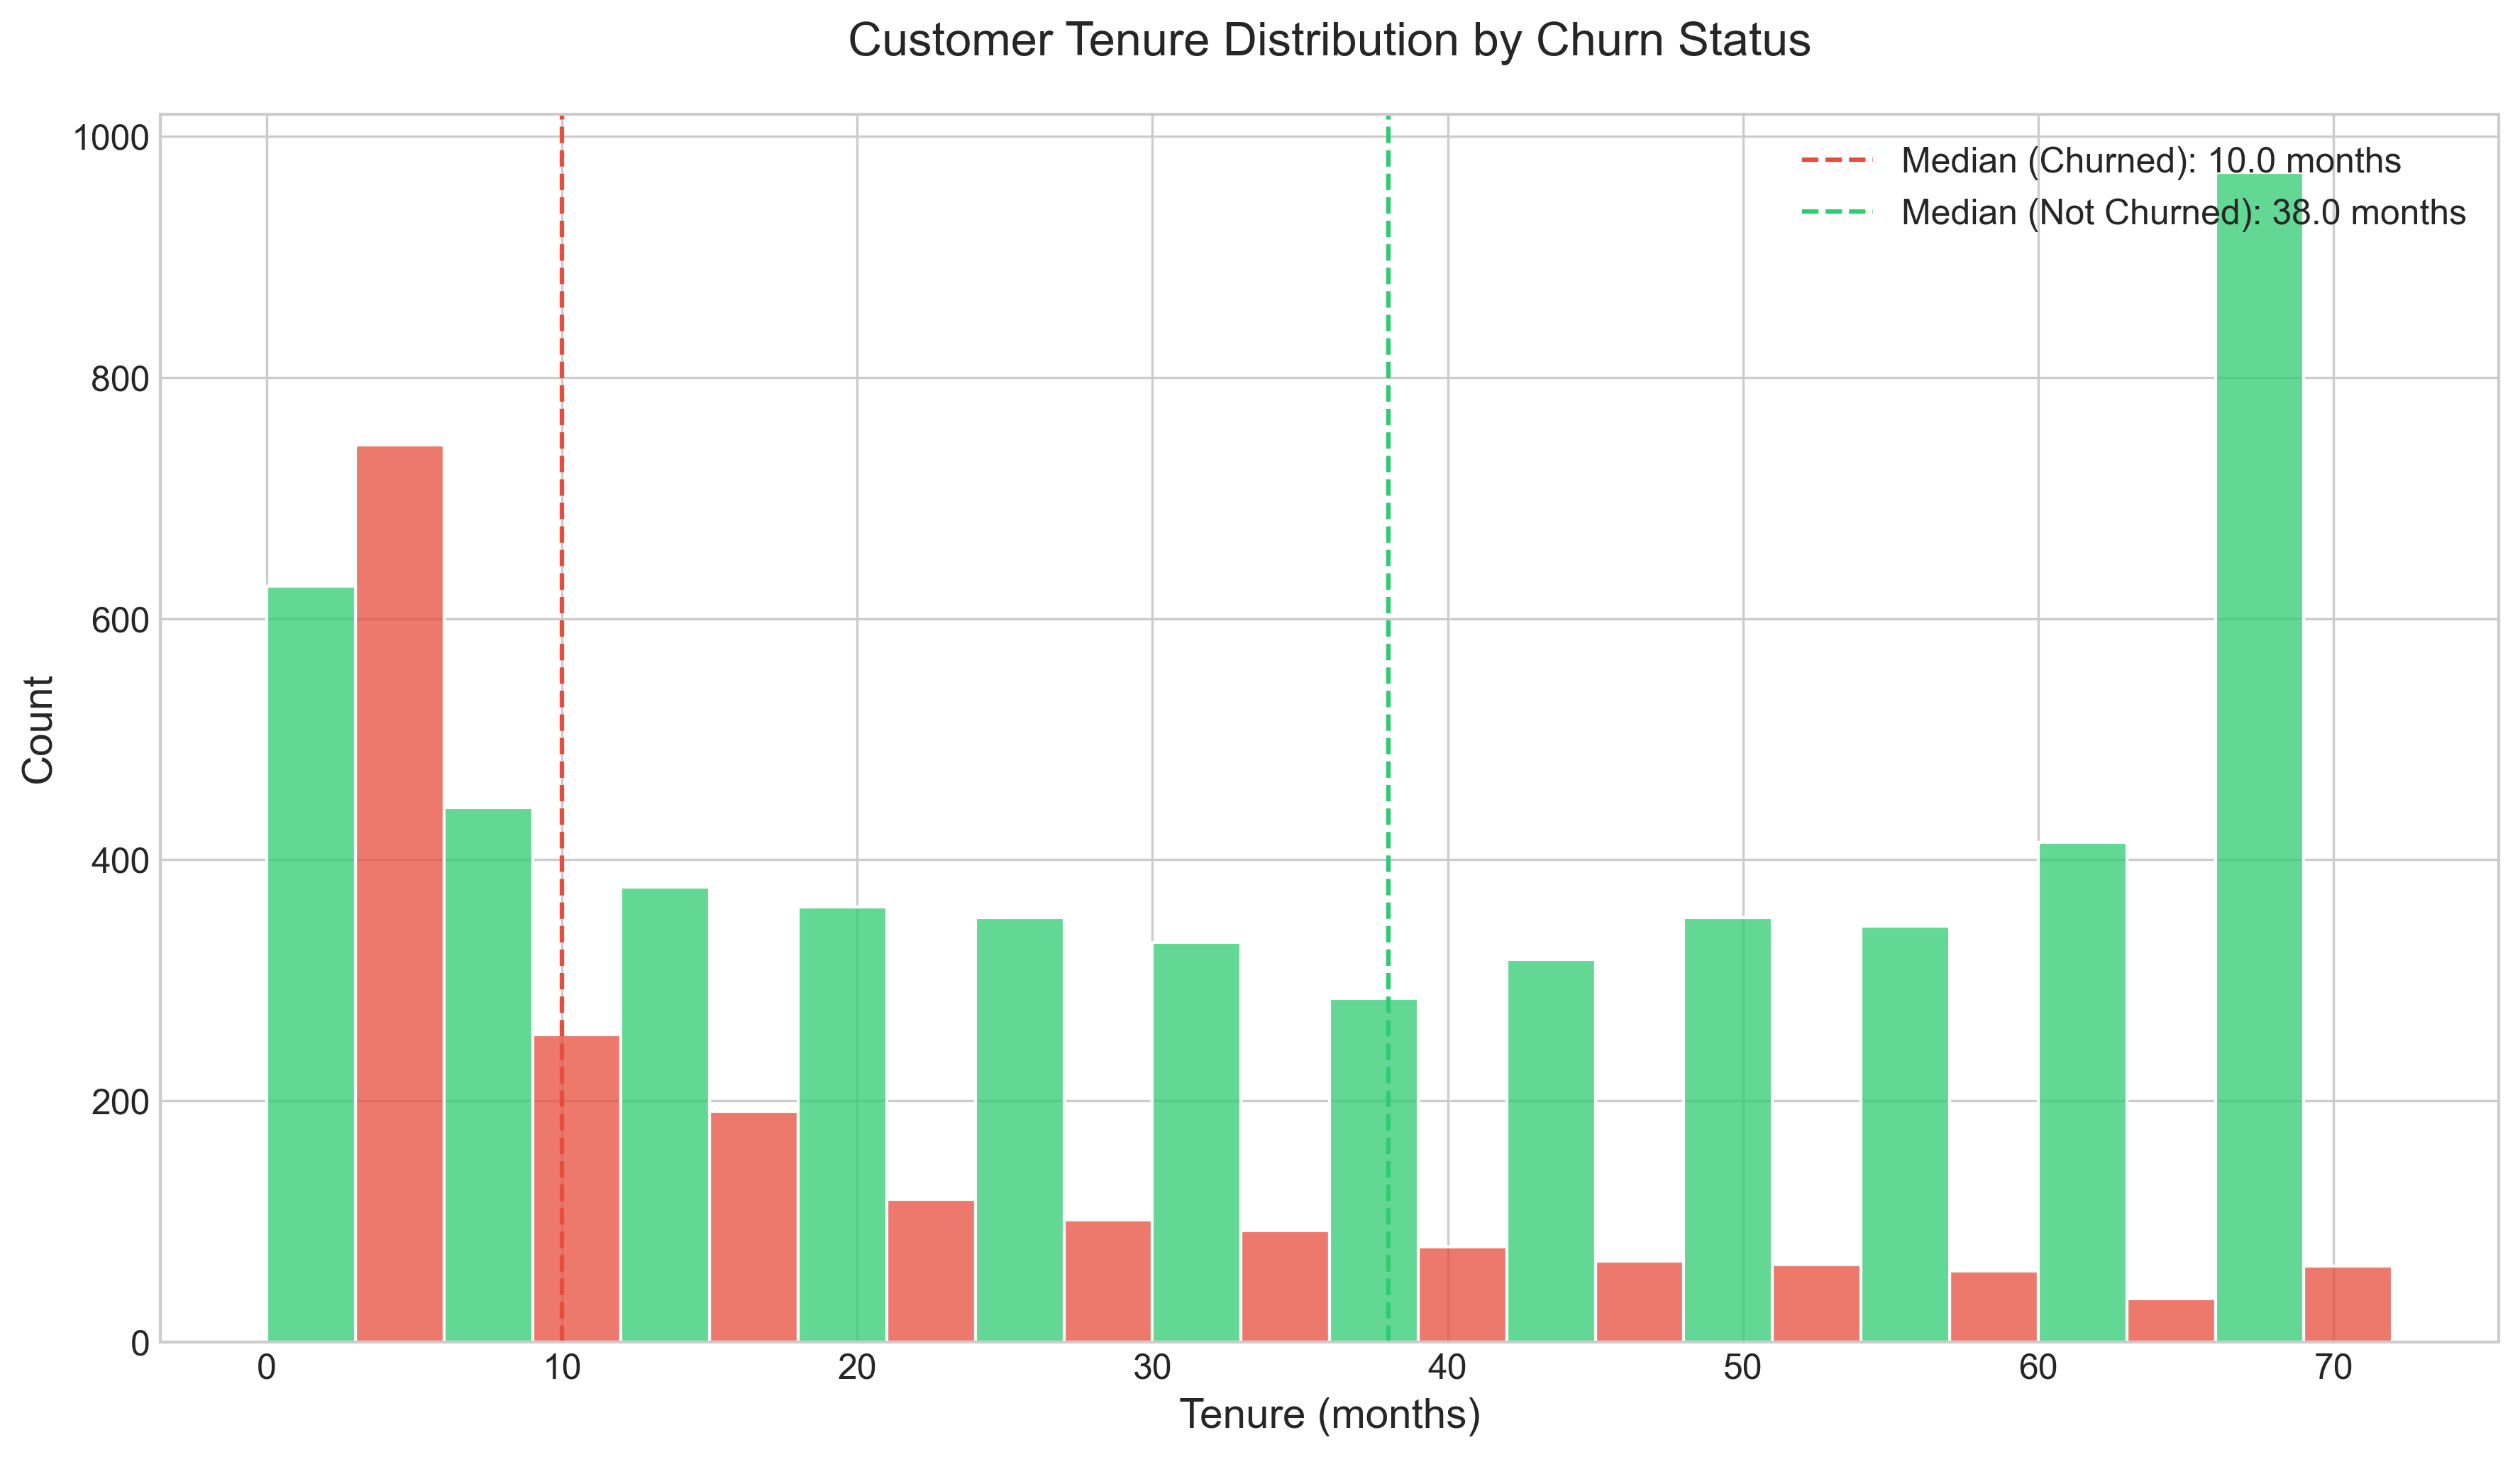 Customer Tenure Distribution by Churn Status
1000
800
600
400
200
0
Count
Median (Churned): 10.0 months
Median (Not Churned): 38.0 months
0 10 20 30 40 50 60 70
Tenure (months)